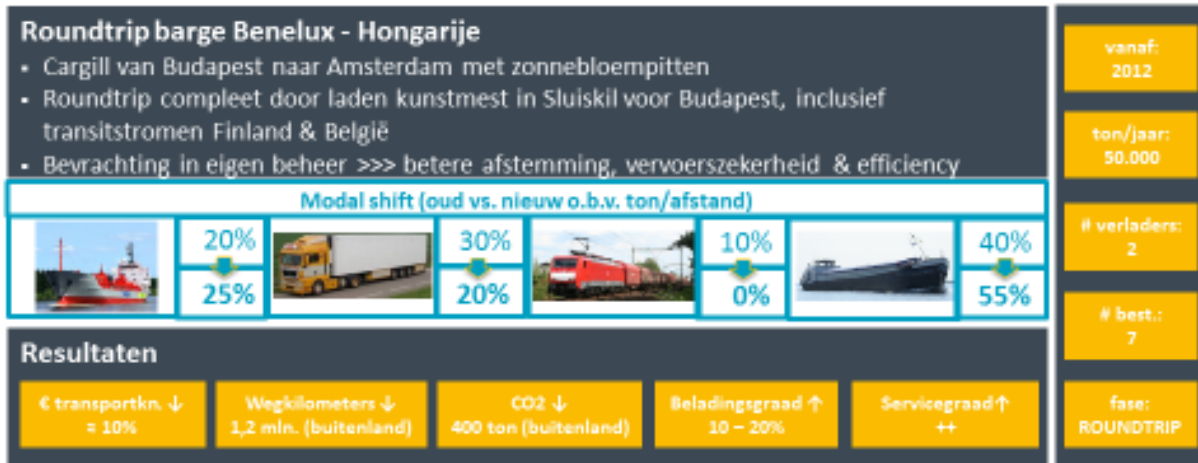 Roundtrip barge Benelux - Hongarije
▪ Cargill van Budapest naar Amsterdam met zonnebloempitten
▪ Roundtrip compleet door laden kunstmest in Sluiskil voor Budapest, inclusief
transitstromen Finland & België
▪ Bevrachting in eigen beheer >>> betere afstemming, vervoerszekerheid & efficiency
Modal shift (oud vs. nieuw o.b.v. ton/afstand)
20%
25%
30%
20%
10%
0%
40%
55%
Resultaten
€ transportkn. ↓
= 10%
Wegkilometers ↓
1,2 mln. (buitenland)
CO2 ↓
400 ton (buitenland)
Beladingsgraad ↑
10 – 20%
Servicegraad↑
++
vanaf:
2012
ton/jaar:
50.000
# verladers:
2
# best.:
7
fase:
ROUNDTRIP